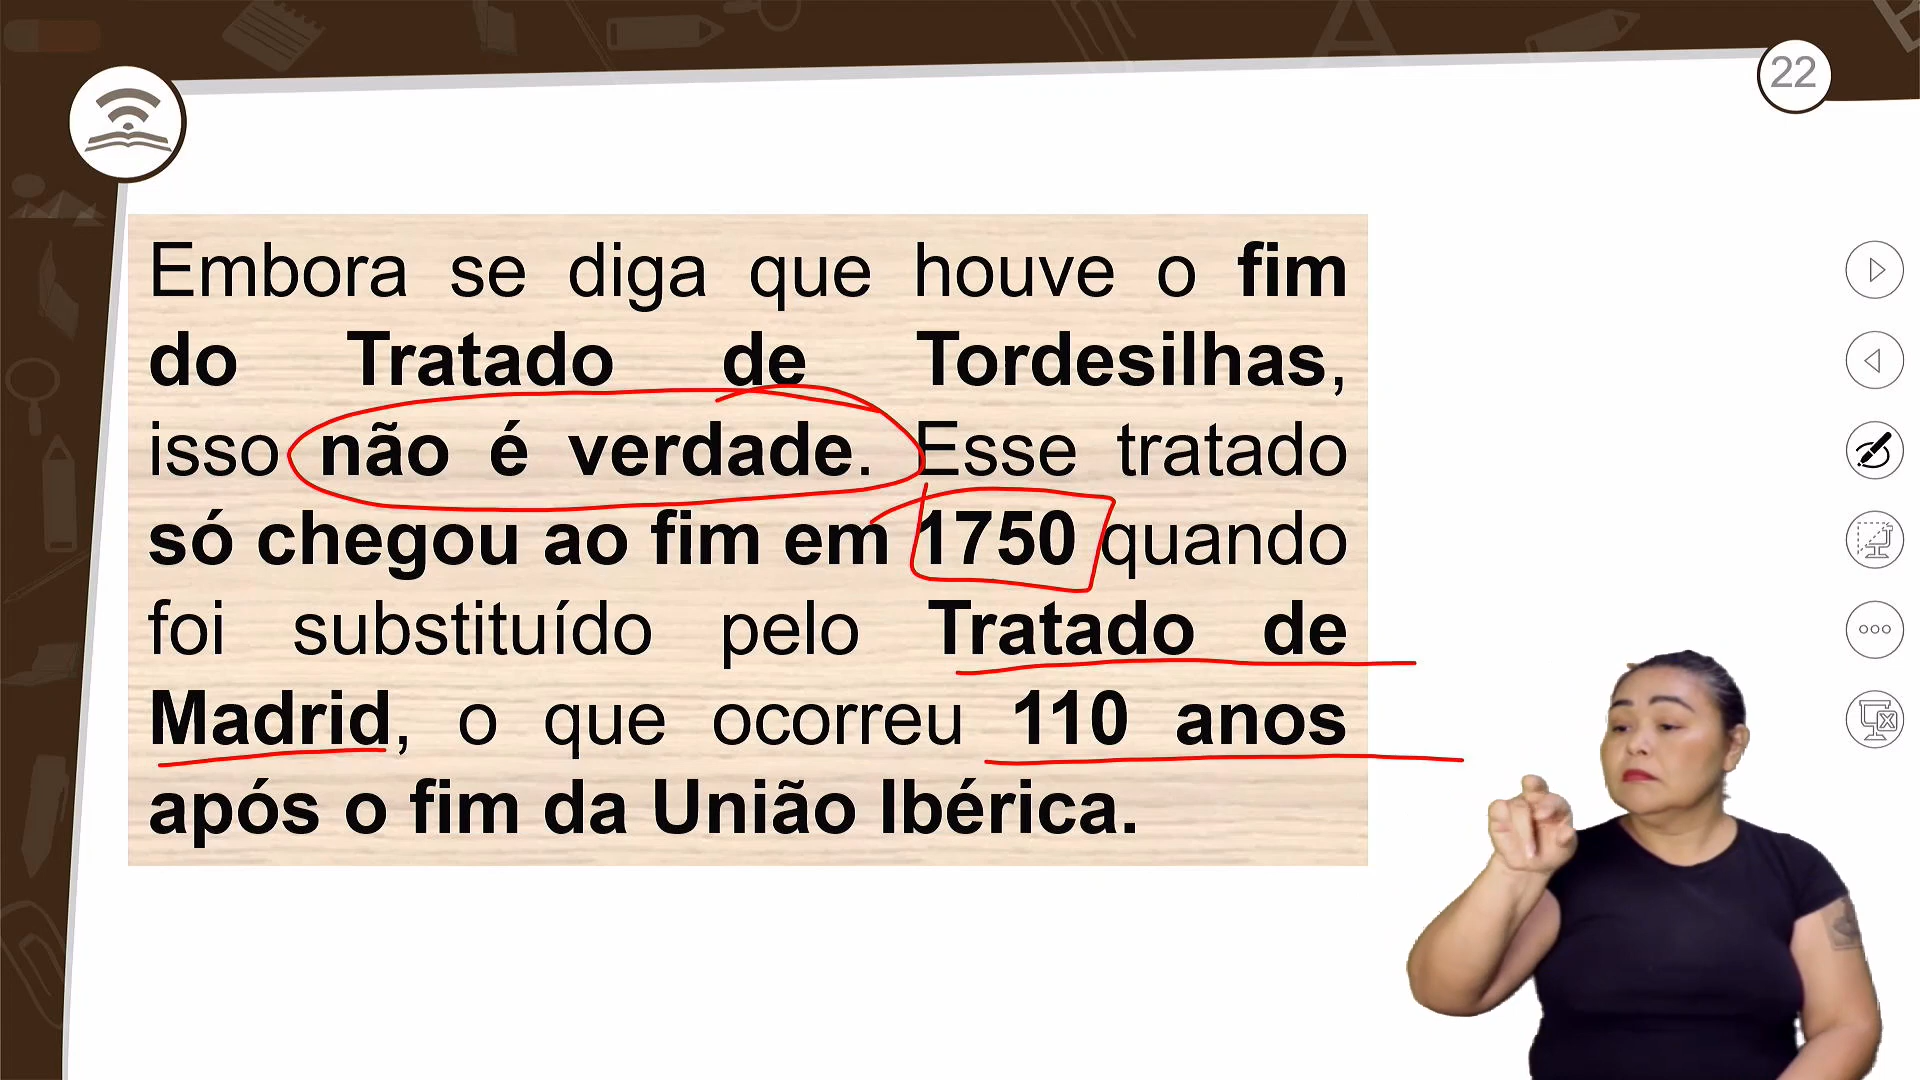 22
Embora se diga que houve o fim
do Tratado de Tordesilhas,
isso não é verdade. Esse tratado
só chegou ao fim em 1750 quando
foi substituído pelo Tratado de
Madrid, o que ocorreu 110 anos
após o fim da União Ibérica.